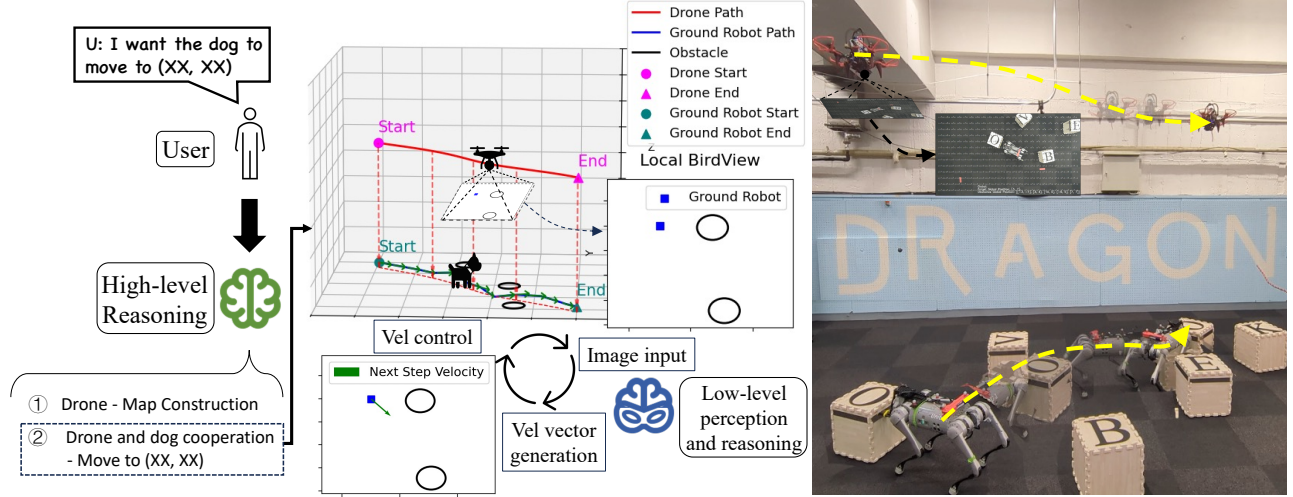 U: I want the dog to
move to (XX, XX)
User
High-level
Reasoning
① Drone - Map Construction
② Drone and dog cooperation
- Move to (XX, XX)
Drone Path
Ground Robot Path
Obstacle
Drone Start
Drone End
Ground Robot Start
Ground Robot End
Z
Start
End
Start
End
Local BirdView
Ground Robot
Y
Vel control
Image input
Next Step Velocity
Vel vector
generation
Low-level
perception
and reasoning
V
E
O
B
DRAGON
V
O
K
O
E
O
B